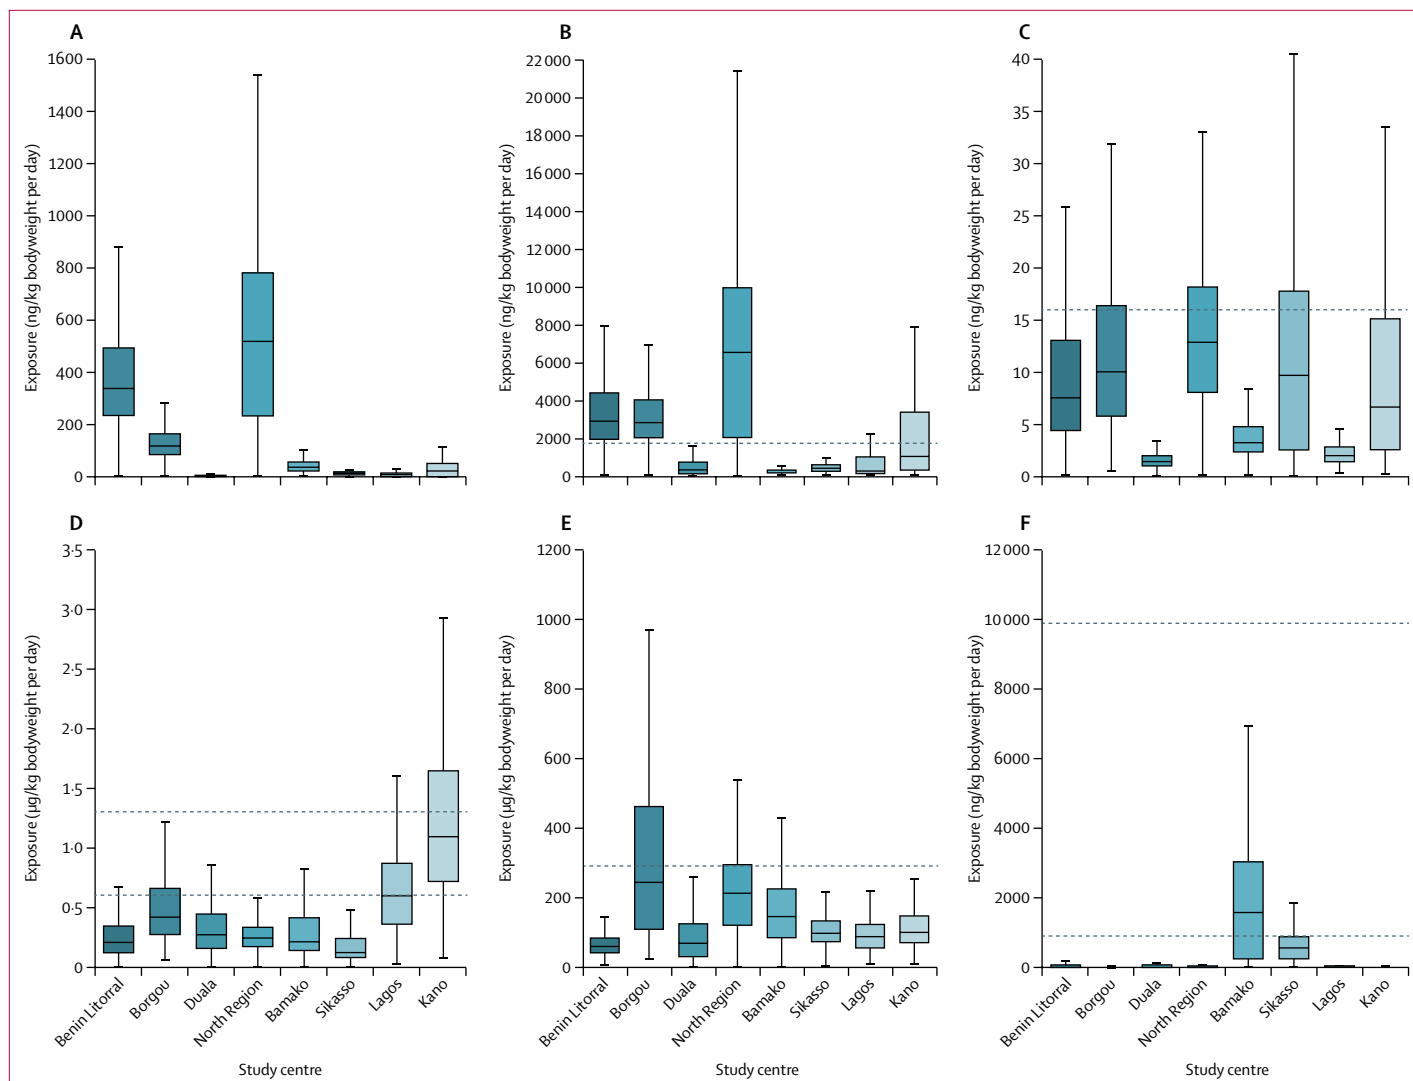 A
Exposure (ng/kg bodyweight per day)
1600
1400
1200
1000
800
600
400
200
0
B
Exposure (ng/kg bodyweight per day)
22 000
20 000
18 000
16 000
14 000
12 000
10 000
8000
6000
4000
2000
0
C
Exposure (ng/kg bodyweight per day)
40
35
30
25
20
15
10
5
0
D
Exposure (µg/kg bodyweight per day)
3·5
3·0
2·5
2·0
1·5
1·0
0·5
0
Benin Litorral
Borgou
Duala
North Region
Bamako
Sikasso
Lagos
Kano
Study centre
E
Exposure (µg/kg bodyweight per day)
1200
1000
800
600
400
200
0
Benin Litorral
Borgou
Duala
North Region
Bamako
Sikasso
Lagos
Kano
Study centre
F
Exposure (ng/kg bodyweight per day)
12 000
10 000
8000
6000
4000
2000
0
Benin Litorral
Borgou
Duala
North Region
Bamako
Sikasso
Lagos
Kano
Study centre